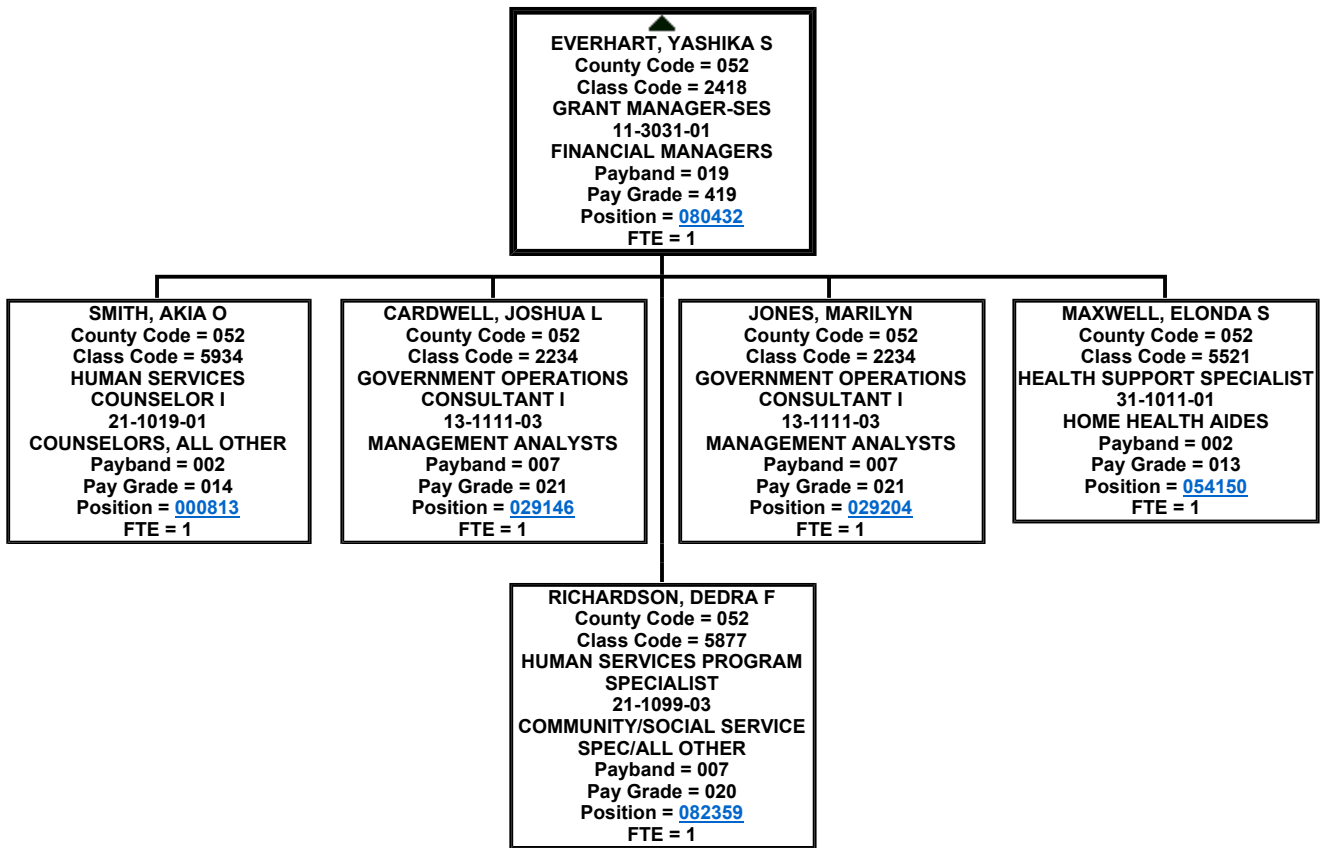 EVERHART, YASHIKA S
County Code = 052
Class Code = 2418
GRANT MANAGER-SES
11-3031-01
FINANCIAL MANAGERS
Payband = 019
Pay Grade = 419
Position = 080432
FTE = 1
SMITH, AKIA O
County Code = 052
Class Code = 5934
HUMAN SERVICES
COUNSELOR I
21-1019-01
COUNSELORS, ALL OTHER
Payband = 002
Pay Grade = 014
Position = 000813
FTE = 1
CARDWELL, JOSHUA L
County Code = 052
Class Code = 2234
GOVERNMENT OPERATIONS
CONSULTANT I
13-1111-03
MANAGEMENT ANALYSTS
Payband = 007
Pay Grade = 021
Position = 029146
FTE = 1
JONES, MARILYN
County Code = 052
Class Code = 2234
GOVERNMENT OPERATIONS
CONSULTANT I
13-1111-03
MANAGEMENT ANALYSTS
Payband = 007
Pay Grade = 021
Position = 029204
FTE = 1
MAXWELL, ELONDA S
County Code = 052
Class Code = 5521
HEALTH SUPPORT SPECIALIST
31-1011-01
HOME HEALTH AIDES
Payband = 002
Pay Grade = 013
Position = 054150
FTE = 1
RICHARDSON, DEDRA F
County Code = 052
Class Code = 5877
HUMAN SERVICES PROGRAM
SPECIALIST
21-1099-03
COMMUNITY/SOCIAL SERVICE
SPEC/ALL OTHER
Payband = 007
Pay Grade = 020
Position = 082359
FTE = 1